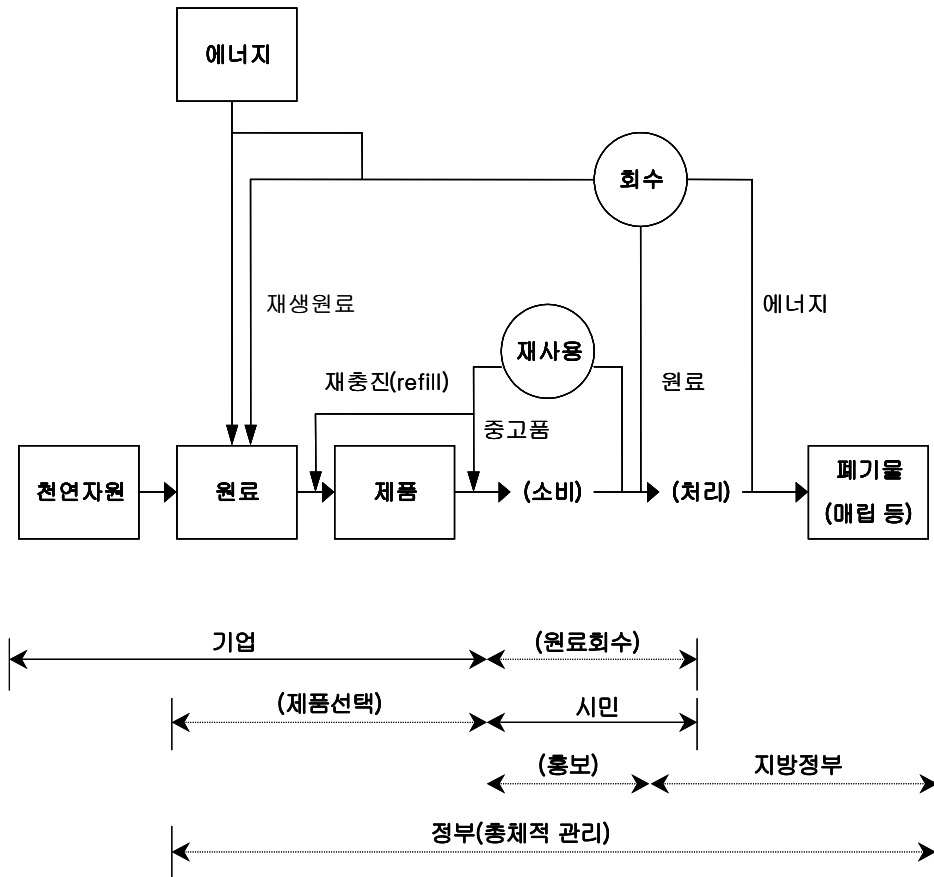 에너지
회수
재생원료
에너지
재사용
재충진(refill)
원료
중고품
천연자원
원료
제품
(소비)
(처리)
폐기물
(매립 등)
기업
(원료회수)
(제품선택)
시민
(홍보)
지방정부
정부(총체적 관리)